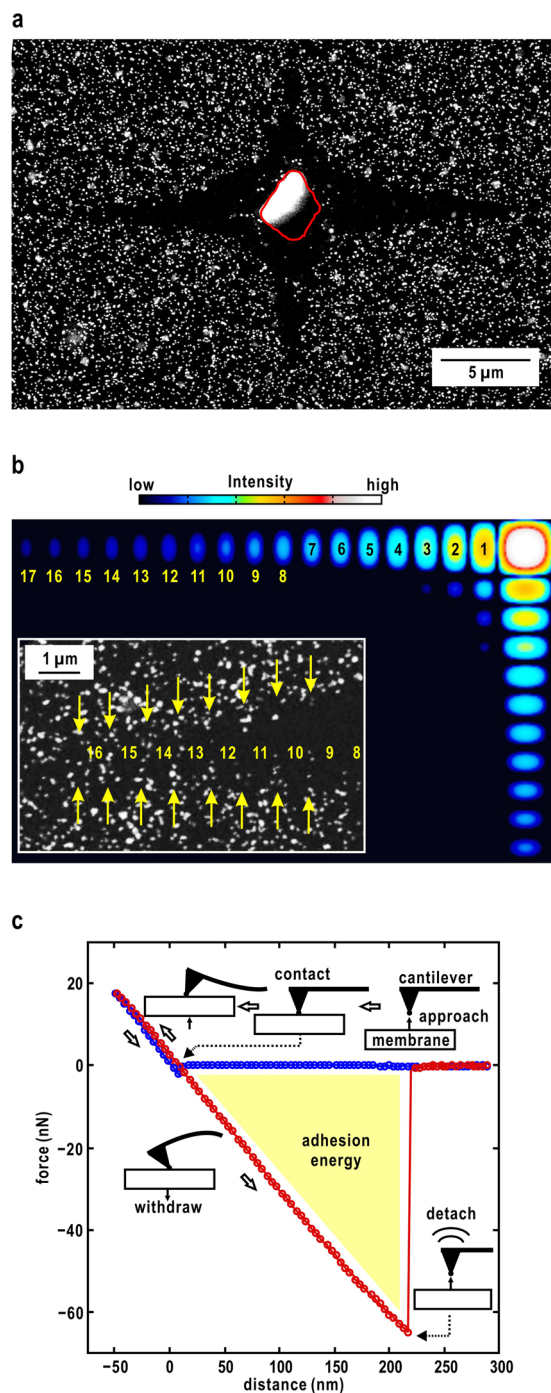 a
5 µm
b
low Intensity high
7 6 5 4 3 2 1
17 16 15 14 13 12 11 10 9 8
1 µm
16 15 14 13 12 11 10 9 8
c
20
0
−20
−40
−60
force (nN)
contact
cantilever
approach
membrane
adhesion
energy
withdraw
detach
−50 0 50 100 150 200 250 300
distance (nm)